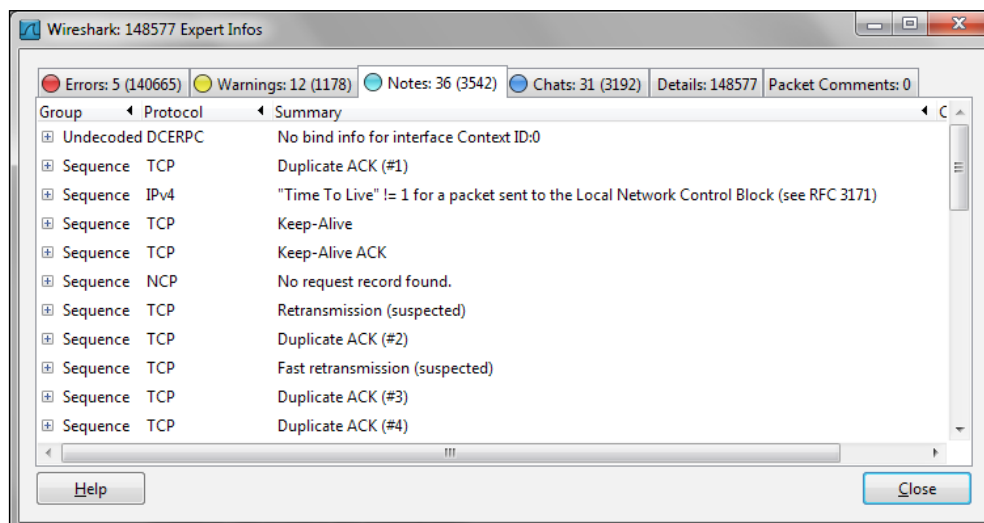 Wireshark: 148577 Expert Infos
Errors: 5 (140665) Warnings: 12 (1178) Notes: 36 (3542) Chats: 31 (3192) Details: 148577 Packet Comments: 0
Group Protocol Summary C
Undecoded DCERPC No bind info for interface Context ID:0
Sequence TCP Duplicate ACK (#1)
Sequence IPv4 "Time To Live" != 1 for a packet sent to the Local Network Control Block (see RFC 3171)
Sequence TCP Keep-Alive
Sequence TCP Keep-Alive ACK
Sequence NCP No request record found.
Sequence TCP Retransmission (suspected)
Sequence TCP Duplicate ACK (#2)
Sequence TCP Fast retransmission (suspected)
Sequence TCP Duplicate ACK (#3)
Sequence TCP Duplicate ACK (#4)
Help Close